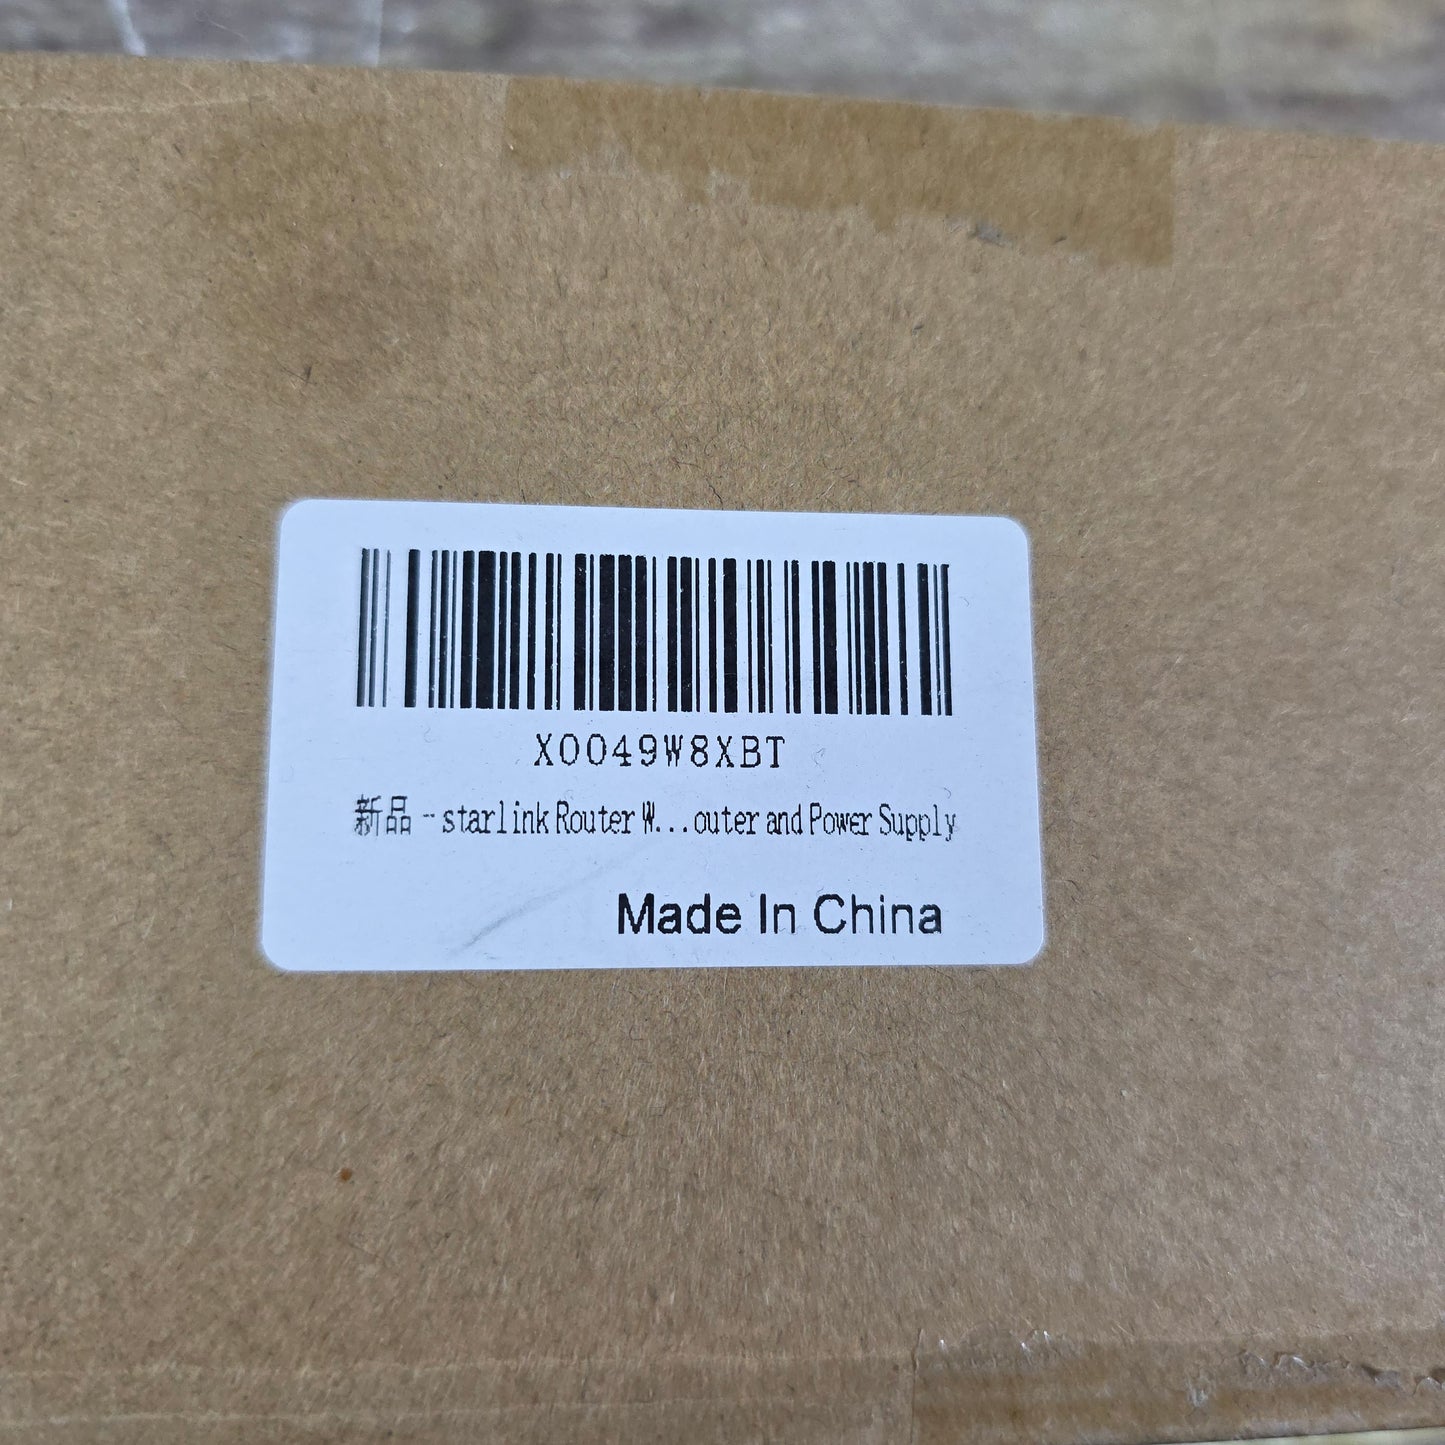 X0049W8XBT
新品 -- starlink Router W...outer and Power Supply
Made In China